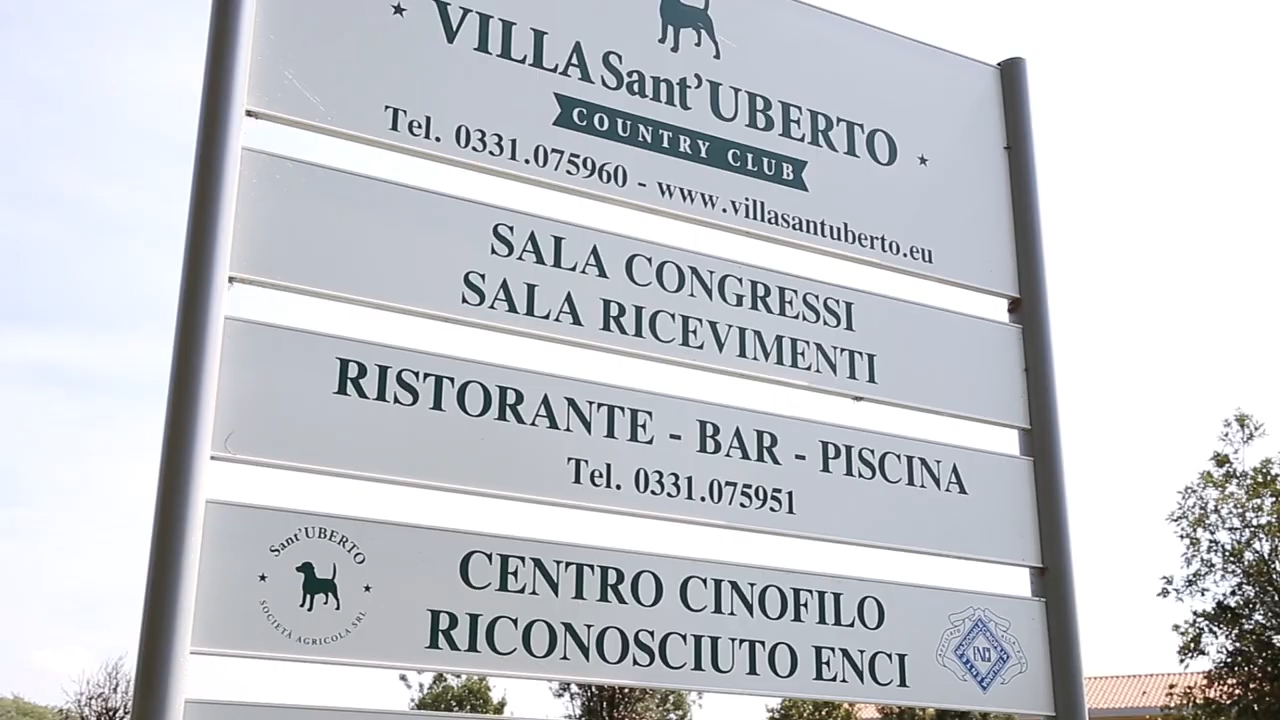 VILLA Sant'UBERTO
COUNTRY CLUB
Tel. 0331.075960 - www.villasantuberto.eu
SALA CONGRESSI
SALA RICEVIMENTI
RISTORANTE - BAR - PISCINA
Tel. 0331.075951
Sant'UBERTO
SOCIETÀ AGRICOLA SRL
CENTRO CINOFILO
RICONOSCIUTO ENCI
ENCI